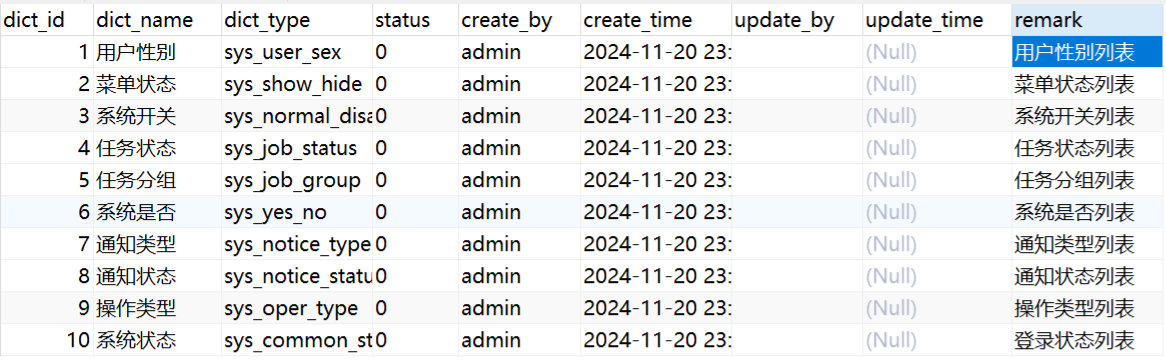 dict_id dict_name dict_type status create_by create_time update_by update_time remark
1 用户性别 sys_user_sex 0 admin 2024-11-20 23: (Null) 用户性别列表
2 菜单状态 sys_show_hide 0 admin 2024-11-20 23: (Null) 菜单状态列表
3 系统开关 sys_normal_disa 0 admin 2024-11-20 23: (Null) 系统开关列表
4 任务状态 sys_job_status 0 admin 2024-11-20 23: (Null) 任务状态列表
5 任务分组 sys_job_group 0 admin 2024-11-20 23: (Null) 任务分组列表
6 系统是否 sys_yes_no 0 admin 2024-11-20 23: (Null) 系统是否列表
7 通知类型 sys_notice_type 0 admin 2024-11-20 23: (Null) 通知类型列表
8 通知状态 sys_notice_statu 0 admin 2024-11-20 23: (Null) 通知状态列表
9 操作类型 sys_oper_type 0 admin 2024-11-20 23: (Null) 操作类型列表
10 系统状态 sys_common_st 0 admin 2024-11-20 23: (Null) 登录状态列表